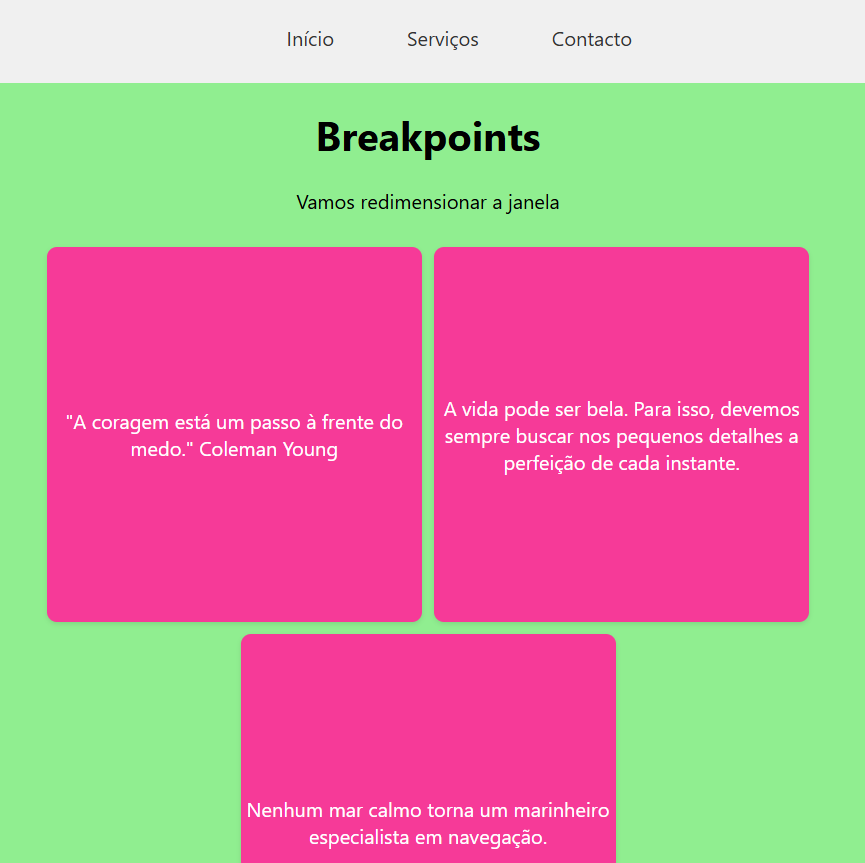 Início Serviços Contacto
Breakpoints
Vamos redimensionar a janela
"A coragem está um passo à frente do
medo." Coleman Young
A vida pode ser bela. Para isso, devemos
sempre buscar nos pequenos detalhes a
perfeição de cada instante.
Nenhum mar calmo torna um marinheiro
especialista em navegação.